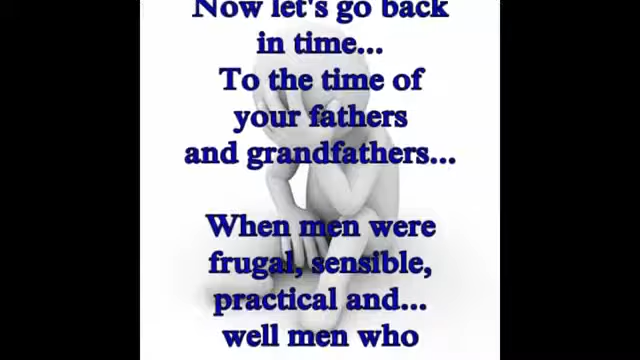 Now let's go back
in time...
To the time of
your fathers
and grandfathers...
When men were
frugal, sensible,
practical and...
well men who